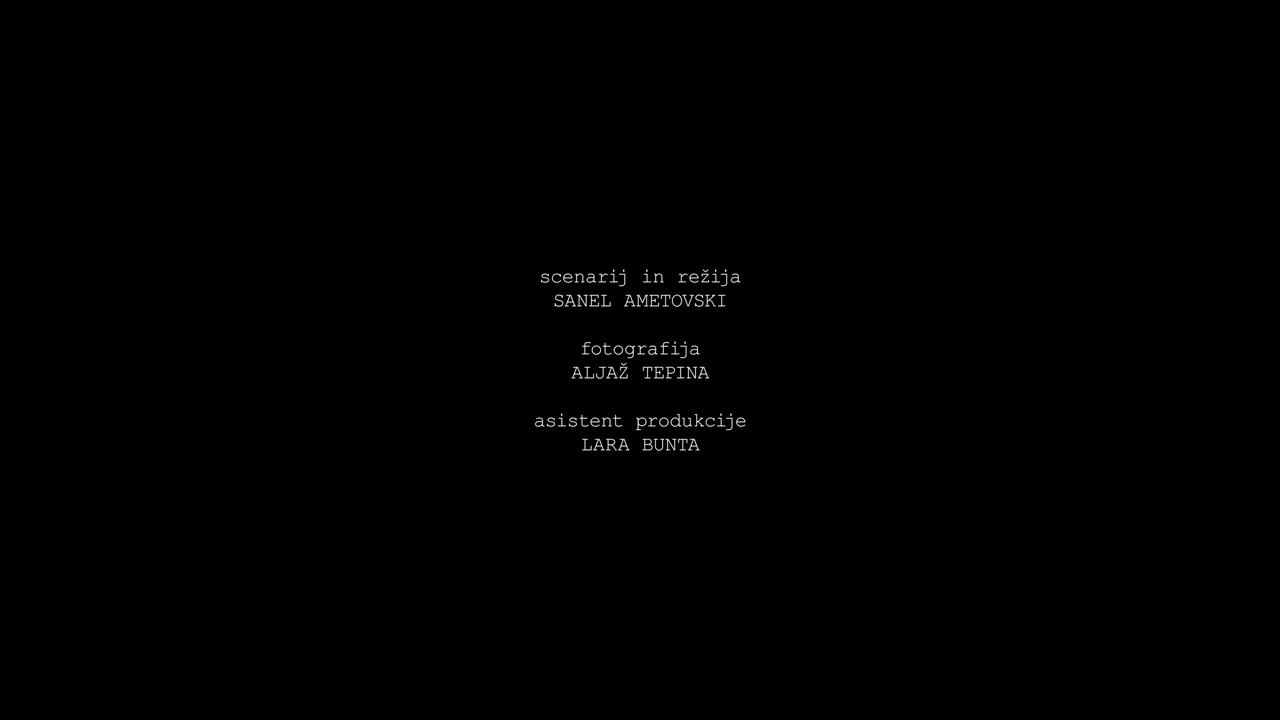 scenarij in režija
SANEL AMETOVSKI
fotografija
ALJAŽ TEPINA
asistent produkcije
LARA BUNTA